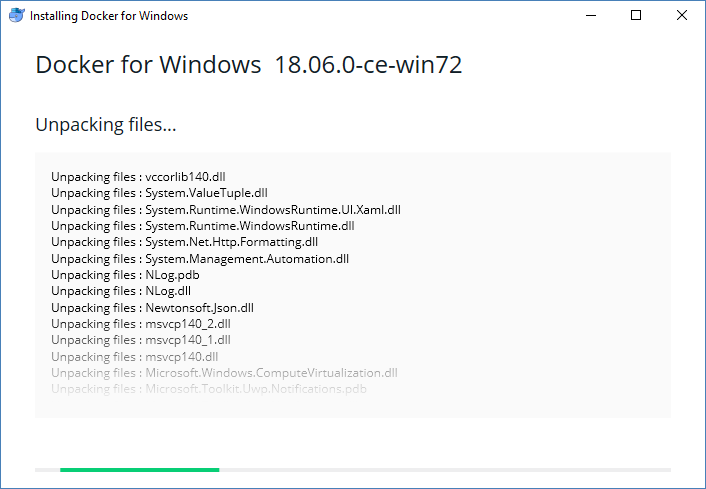 Installing Docker for Windows
Docker for Windows 18.06.0-ce-win72
Unpacking files...
Unpacking files : vccorlib140.dll
Unpacking files : System.ValueTuple.dll
Unpacking files : System.Runtime.WindowsRuntime.UI.Xaml.dll
Unpacking files : System.Runtime.WindowsRuntime.dll
Unpacking files : System.Net.Http.Formatting.dll
Unpacking files : System.Management.Automation.dll
Unpacking files : NLog.pdb
Unpacking files : NLog.dll
Unpacking files : Newtonsoft.Json.dll
Unpacking files : msvcp140_2.dll
Unpacking files : msvcp140_1.dll
Unpacking files : msvcp140.dll
Unpacking files : Microsoft.Windows.ComputeVirtualization.dll
Unpacking files : Microsoft.Toolkit.Uwp.Notifications.pdb